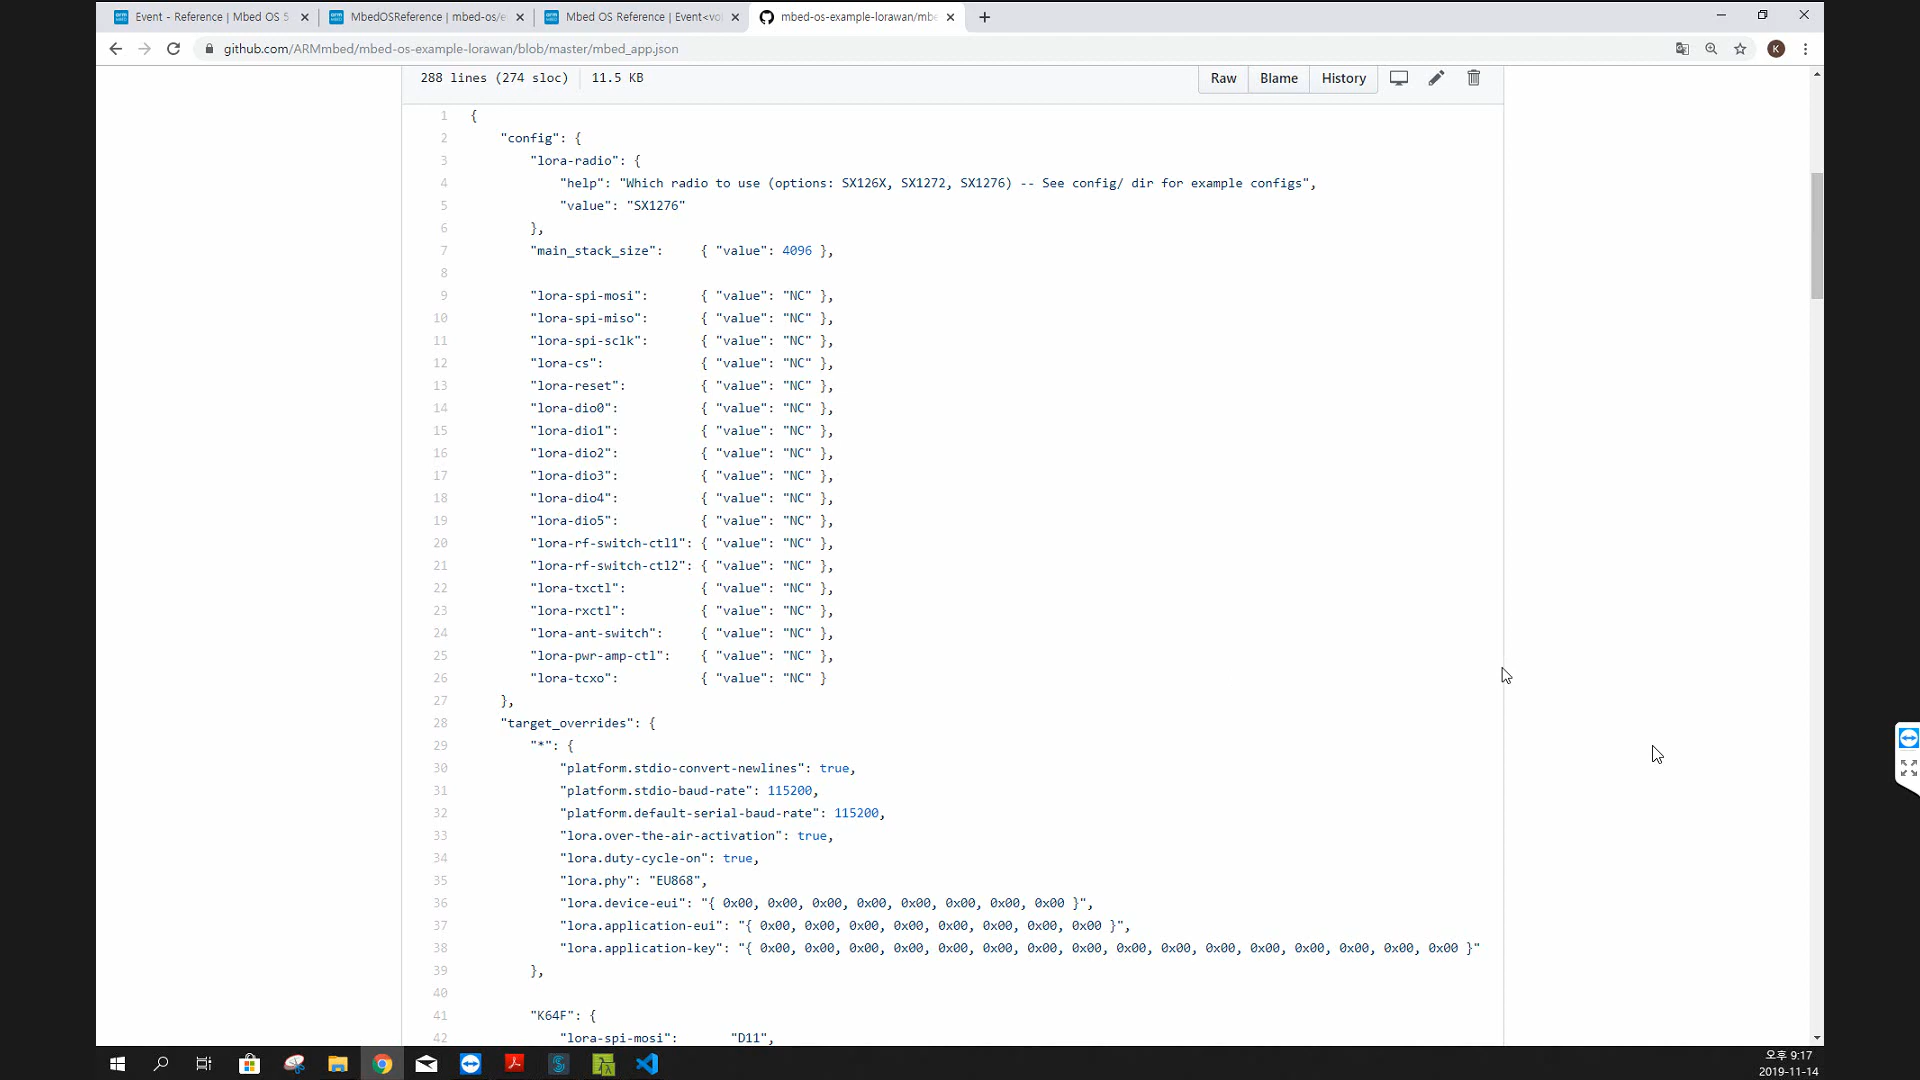 Event - Reference | Mbed OS 5
MbedOSReference | mbed-os/e
Mbed OS Reference | Event<vo
mbed-os-example-lorawan/mbe
github.com/ARMmbed/mbed-os-example-lorawan/blob/master/mbed_app.json
K
288 lines (274 sloc) 11.5 KB
Raw Blame History
1 {
2 "config": {
3 "lora-radio": {
4 "help": "Which radio to use (options: SX126X, SX1272, SX1276) -- See config/ dir for example configs",
5 "value": "SX1276"
6 },
7 "main_stack_size": { "value": 4096 },
8
9 "lora-spi-mosi": { "value": "NC" },
10 "lora-spi-miso": { "value": "NC" },
11 "lora-spi-sclk": { "value": "NC" },
12 "lora-cs": { "value": "NC" },
13 "lora-reset": { "value": "NC" },
14 "lora-dio0": { "value": "NC" },
15 "lora-dio1": { "value": "NC" },
16 "lora-dio2": { "value": "NC" },
17 "lora-dio3": { "value": "NC" },
18 "lora-dio4": { "value": "NC" },
19 "lora-dio5": { "value": "NC" },
20 "lora-rf-switch-ctl1": { "value": "NC" },
21 "lora-rf-switch-ctl2": { "value": "NC" },
22 "lora-txctl": { "value": "NC" },
23 "lora-rxctl": { "value": "NC" },
24 "lora-ant-switch": { "value": "NC" },
25 "lora-pwr-amp-ctl": { "value": "NC" },
26 "lora-tcxo": { "value": "NC" }
27 },
28 "target_overrides": {
29 "*": {
30 "platform.stdio-convert-newlines": true,
31 "platform.stdio-baud-rate": 115200,
32 "platform.default-serial-baud-rate": 115200,
33 "lora.over-the-air-activation": true,
34 "lora.duty-cycle-on": true,
35 "lora.phy": "EU868",
36 "lora.device-eui": "{ 0x00, 0x00, 0x00, 0x00, 0x00, 0x00, 0x00, 0x00 }",
37 "lora.application-eui": "{ 0x00, 0x00, 0x00, 0x00, 0x00, 0x00, 0x00, 0x00 }",
38 "lora.application-key": "{ 0x00, 0x00, 0x00, 0x00, 0x00, 0x00, 0x00, 0x00, 0x00, 0x00, 0x00, 0x00, 0x00, 0x00, 0x00, 0x00 }"
39 },
40
41 "K64F": {
42 "lora-spi-mosi": "D11",
오후 9:17
2019-11-14